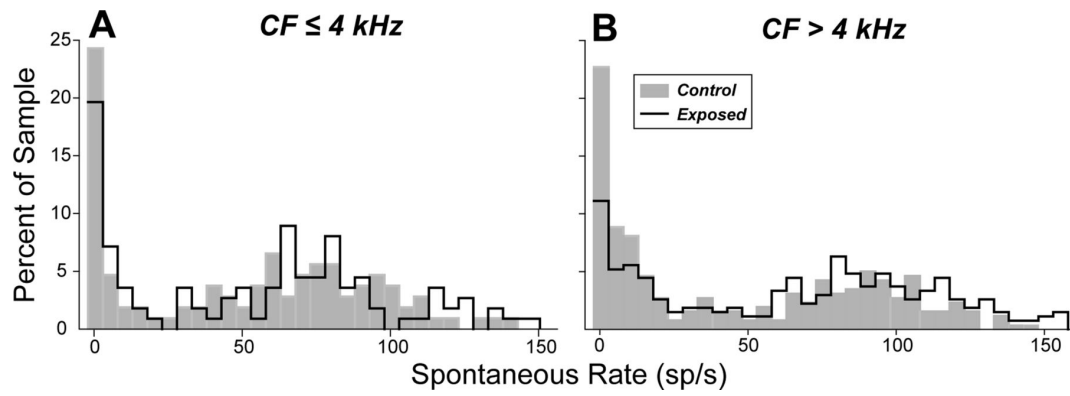 A
CF ≤ 4 kHz
B
CF > 4 kHz
Control
Exposed
Percent of Sample
25
20
15
10
5
0
0
50
100
150
0
50
100
150
Spontaneous Rate (sp/s)